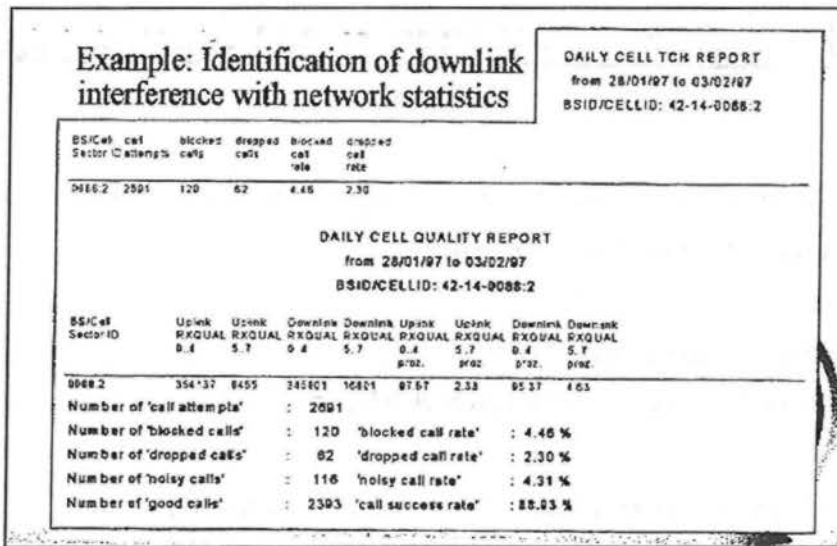 Example: Identification of downlink
interference with network statistics
DAILY CELL TCH REPORT
from 28/01/97 to 03/02/97
BSID/CELLID: 42-14-0088:2
BS/Cell call blocked dropped blocked dropped
Sector ID attempts calls calls call call
rate rate
2691 120 62 4.46 2.30
DAILY CELL QUALITY REPORT
from 28/01/97 to 03/02/97
BSID/CELLID: 42-14-0088:2
BS/Cell Uplink Uplink Downlink Downlink Uplink Uplink Downlink Downlink
Sector ID RXQUAL RXQUAL RXQUAL RXQUAL RXQUAL RXQUAL RXQUAL RXQUAL
0..4 5..7 0..4 5..7 0..4 5..7 0..4 5..7
proz. proz. proz. proz.
8455 16821 97.67 2.33 95.37 4.63
Number of 'call attempts' : 2691
Number of 'blocked calls' : 120 'blocked call rate' : 4.46 %
Number of 'dropped calls' : 62 'dropped call rate' : 2.30 %
Number of 'noisy calls' : 116 'noisy call rate' : 4.31 %
Number of 'good calls' : 2393 'call success rate' : 88.93 %